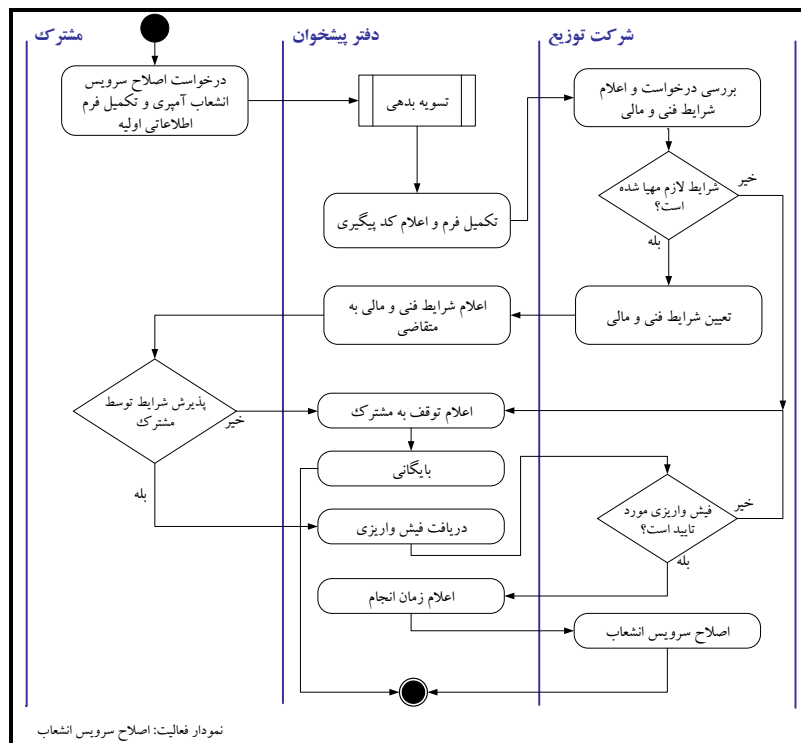 شرکت توزیع
دفتر پیشخوان
مشترک
درخواست اصلاح سرویس
انشعاب آمپری و تکمیل فرم
اطلاعاتی اولیه
تسویه بدهی
بررسی درخواست و اعلام
شرایط فنی و مالی
تکمیل فرم و اعلام کد پیگیری
شرایط لازم مهیا شده
است؟
خیر
بله
تعیین شرایط فنی و مالی
اعلام شرایط فنی و مالی به
متقاضی
پذیرش شرایط توسط
مشترک
خیر
بله
اعلام توقف به مشترک
بایگانی
دریافت فیش واریزی
فیش واریزی مورد
تایید است؟
خیر
بله
اعلام زمان انجام
اصلاح سرویس انشعاب
نمودار فعالیت: اصلاح سرویس انشعاب